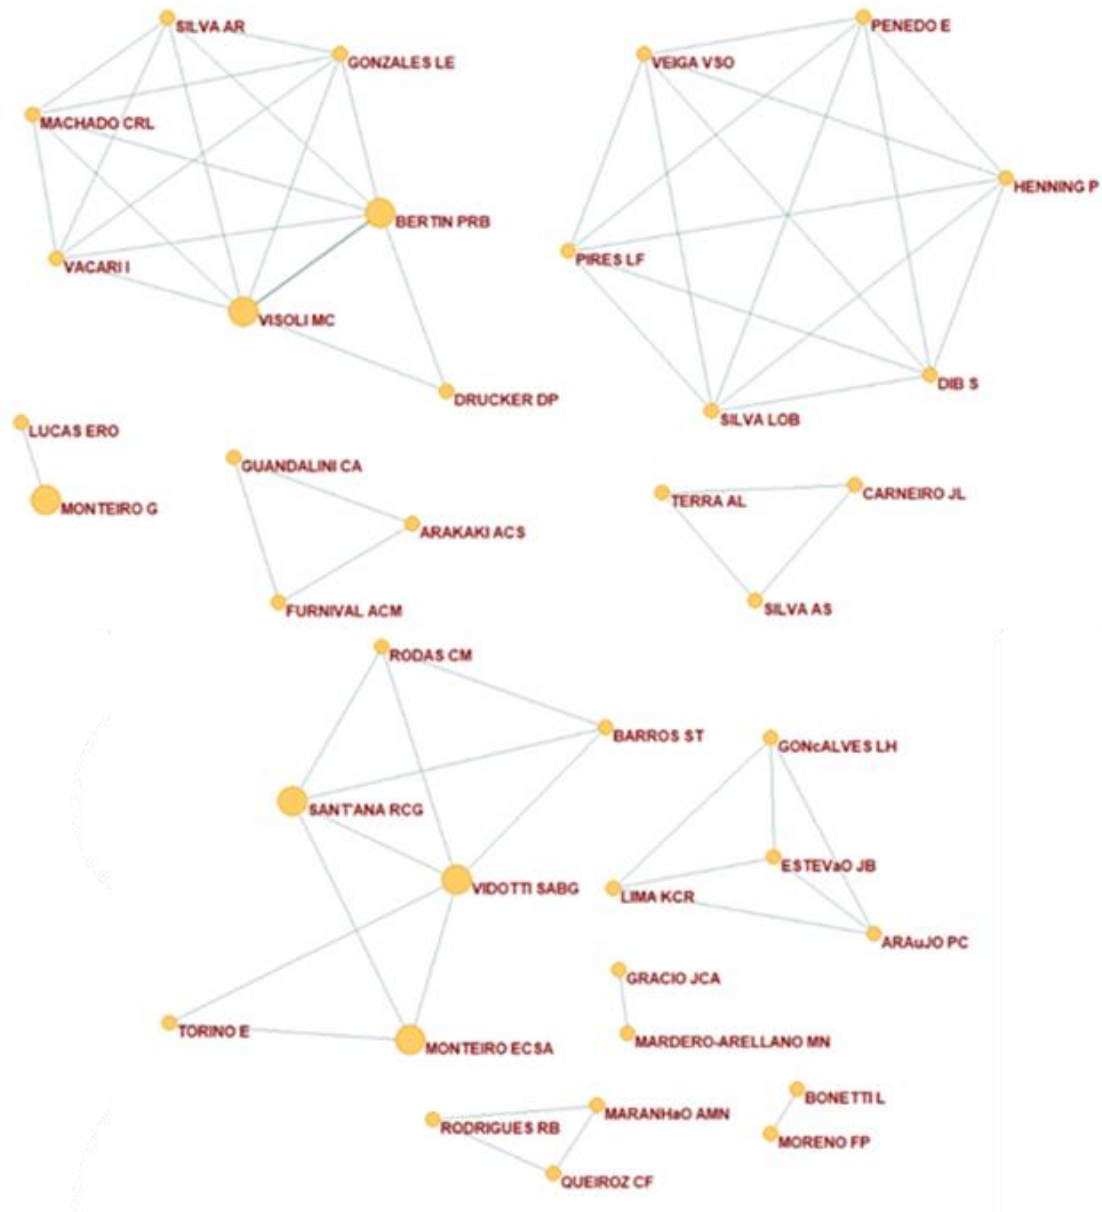 SILVA AR
PENEDO E
GONZALES LE
VEIGA VSO
MACHADO CRL
HENNING P
BERTIN PRB
PIRES LF
VACARI I
VISOLI MC
DIB S
DRUCKER DP
SILVA LOB
LUCAS ERO
GUANDALINI CA
CARNEIRO JL
TERRA AL
MONTEIRO G
ARAKAKI ACS
FURNIVAL ACM
SILVA AS
RODAS CM
BARROS ST
GONcALVES LH
SANT'ANA RCG
ESTEVaO JB
VIDOTTI SABG
LIMA KCR
ARAuJO PC
GRACIO JCA
TORINO E
MARDERO-ARELLANO MN
MONTEIRO ECSA
BONETTI L
MARANHaO AMN
RODRIGUES RB
MORENO FP
QUEIROZ CF